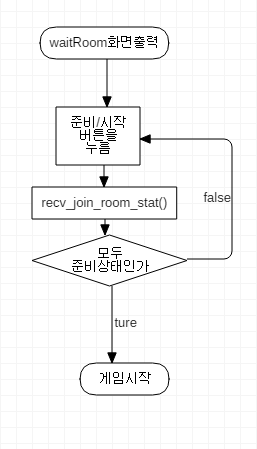 waitRoom화면출력
준비/시작
버튼을
누름
recv_join_room_stat()
false
모두
준비상태인가
ture
게임시작